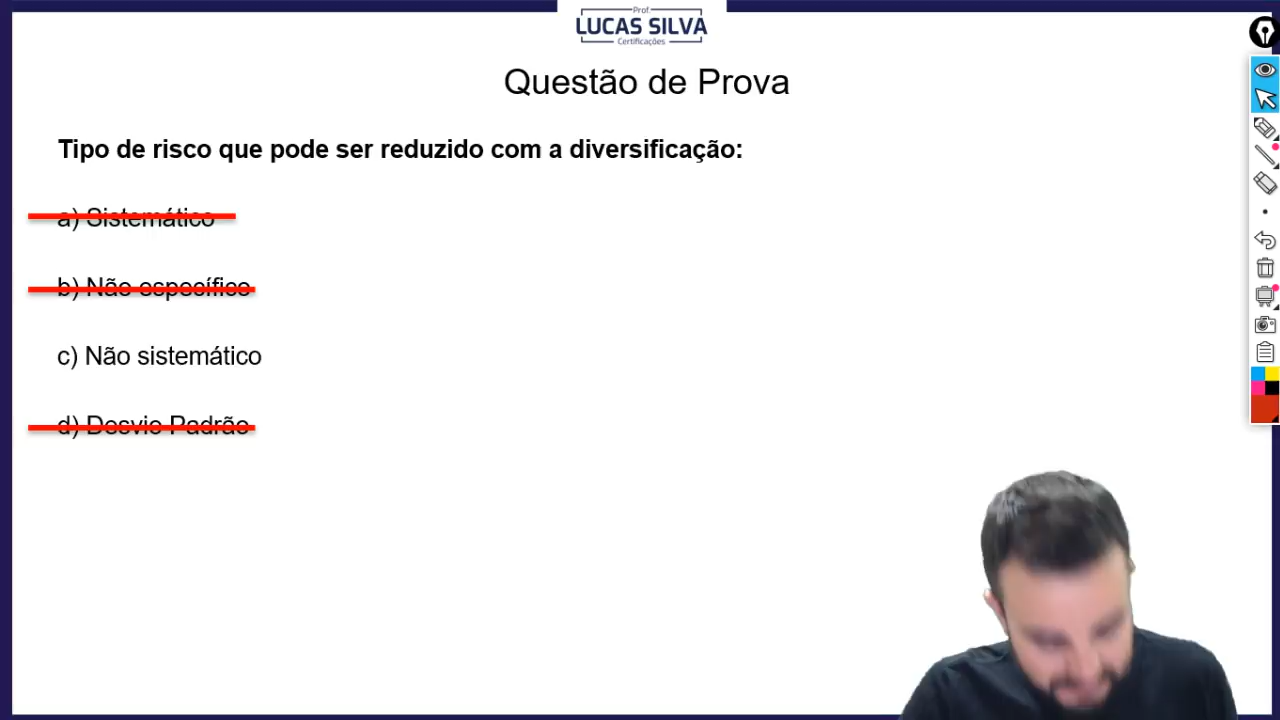 Prof.
LUCAS SILVA
Certificações
Questão de Prova
Tipo de risco que pode ser reduzido com a diversificação:
a) Sistemático
b) Não específico
c) Não sistemático
d) Desvio Padrão